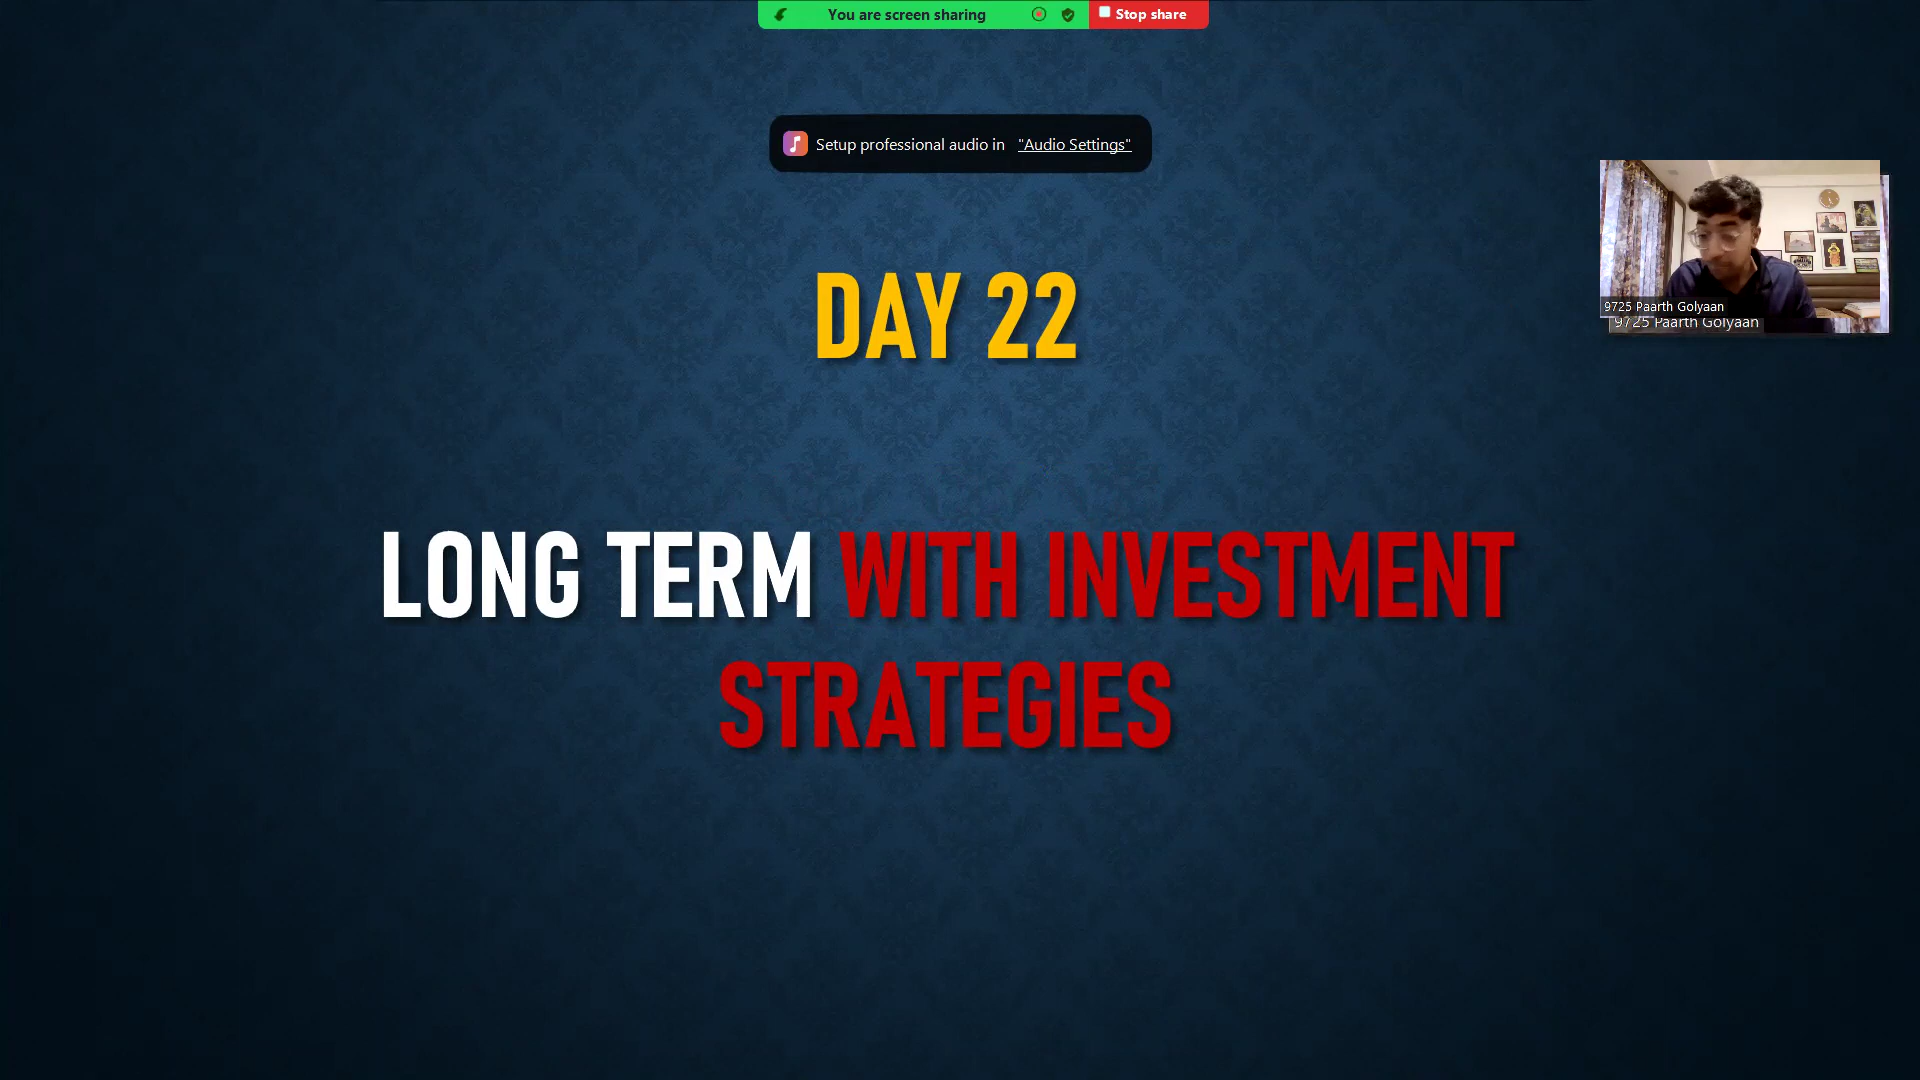 You are screen sharing
Stop share
Setup professional audio in "Audio Settings"
9725 Paarth Golyaan
9725 Paarth Golyaan
DAY 22
LONG TERM WITH INVESTMENT
STRATEGIES